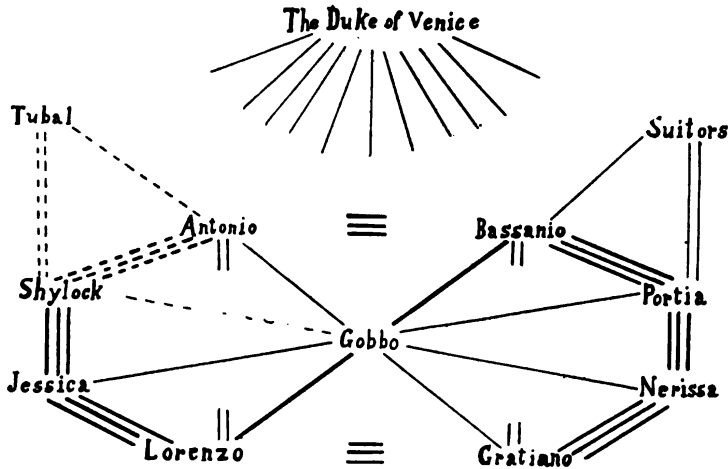 The Duke of Venice
Tubal
Suitors
Antonio
Bassanio
Shylock
Portia
Gobbo
Jessica
Nerissa
Lorenzo
Gratiano